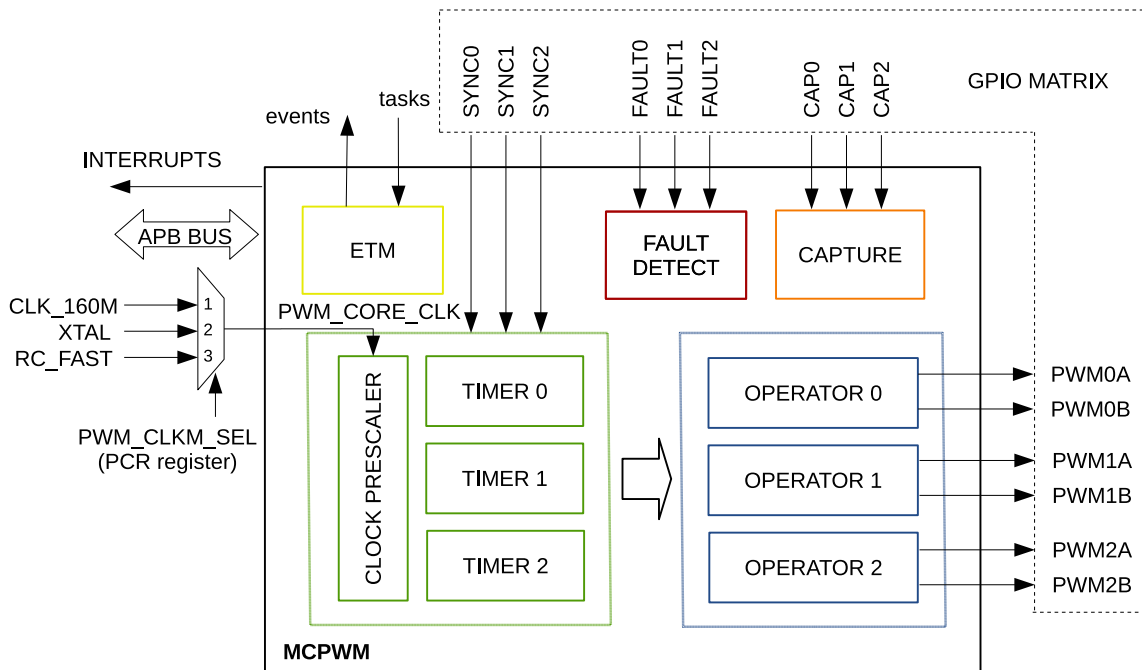 SYNC0
SYNC1
SYNC2
FAULT0
FAULT1
FAULT2
CAP0
CAP1
CAP2
GPIO MATRIX
events
tasks
INTERRUPTS
APB BUS
ETM
FAULT
DETECT
CAPTURE
CLK_160M
XTAL
RC_FAST
1
2
3
PWM_CORE_CLK
PWM_CLKM_SEL
(PCR register)
CLOCK PRESCALER
TIMER 0
TIMER 1
TIMER 2
OPERATOR 0
OPERATOR 1
OPERATOR 2
PWM0A
PWM0B
PWM1A
PWM1B
PWM2A
PWM2B
MCPWM